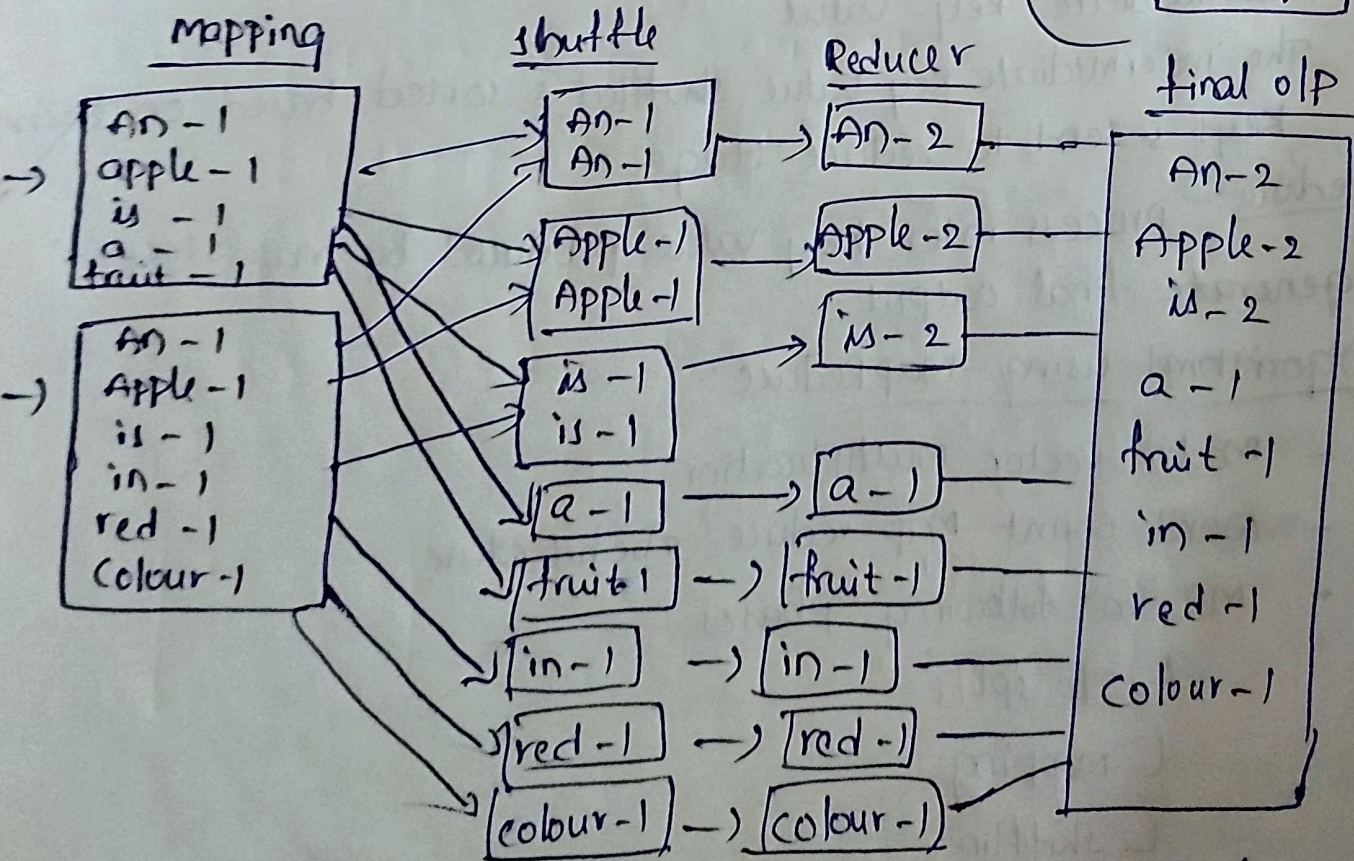 Mapping
An - 1
apple - 1
is - 1
a - 1
fruit - 1
An - 1
Apple - 1
is - 1
in - 1
red - 1
Colour - 1
Shuffle
An - 1
An - 1
Apple - 1
Apple - 1
is - 1
is - 1
a - 1
fruit - 1
in - 1
red - 1
colour - 1
Reducer
An - 2
Apple - 2
is - 2
a - 1
fruit - 1
in - 1
red - 1
colour - 1
final o/p
An - 2
Apple - 2
is - 2
a - 1
fruit - 1
in - 1
red - 1
colour - 1